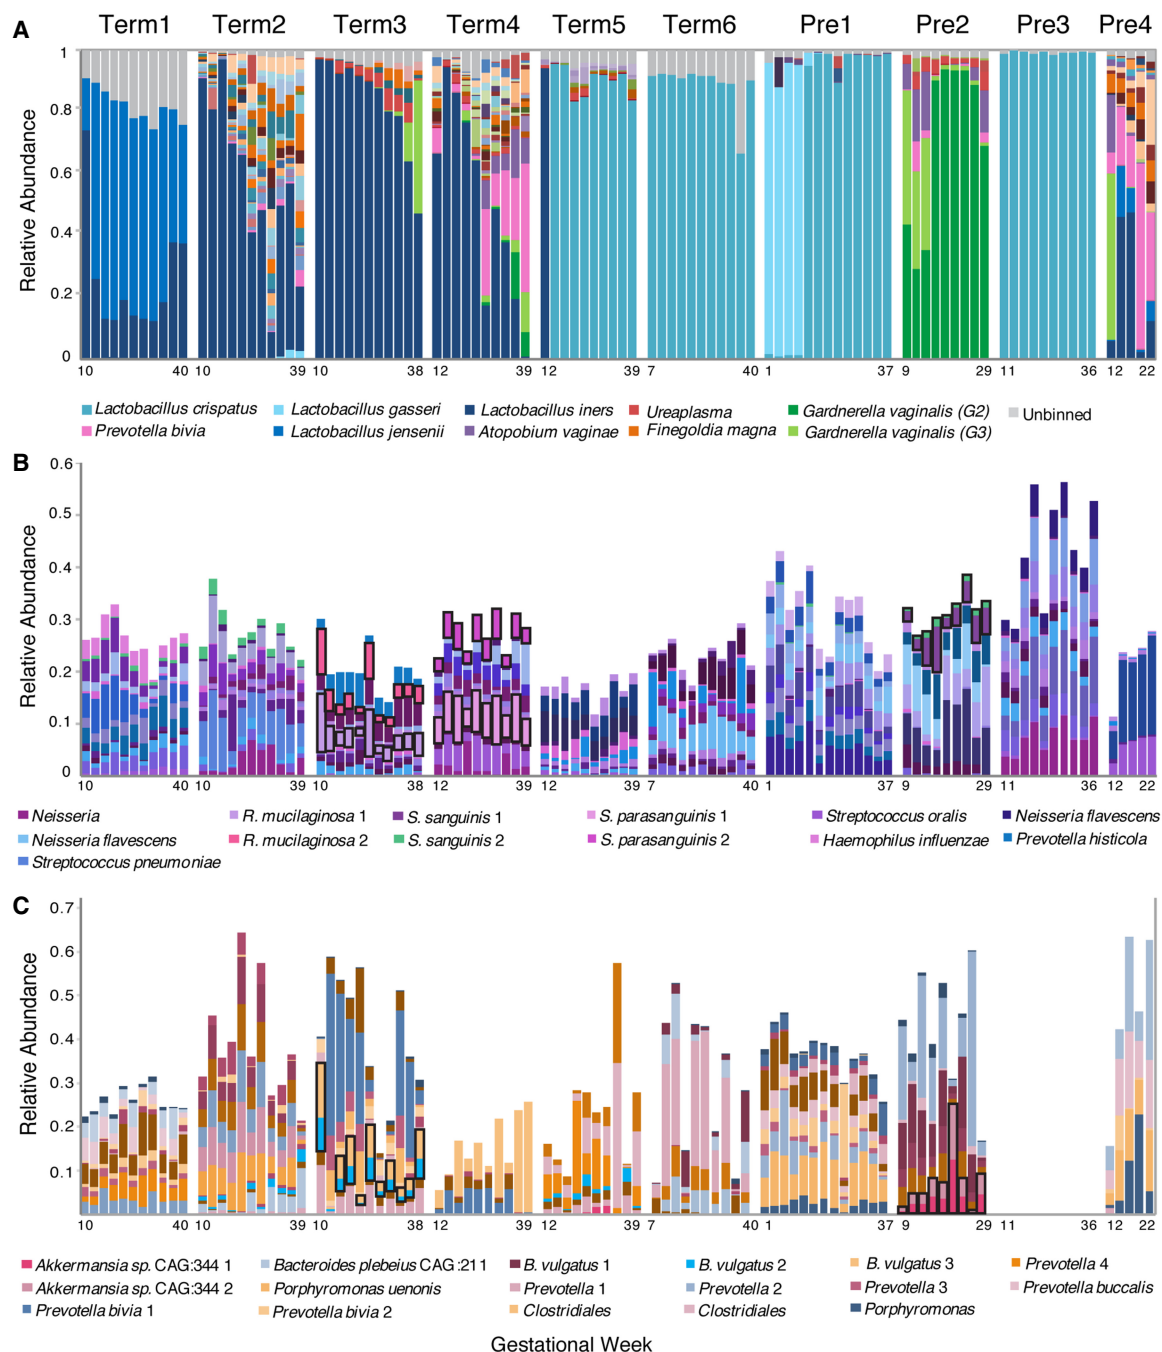 A
Term1 Term2 Term3 Term4 Term5 Term6 Pre1 Pre2 Pre3 Pre4
Relative Abundance
1
0.8
0.6
0.4
0.2
0
10 40 10 39 10 38 12 39 12 39 7 40 1 37 9 29 11 12 22
Lactobacillus crispatus Lactobacillus gasseri Lactobacillus iners Ureaplasma Gardnerella vaginalis (G2) Unbinned
Prevotella bivia Lactobacillus jensenii Atopobium vaginae Finegoldia magna Gardnerella vaginalis (G3)
B
Relative Abundance
0.6
0.5
0.4
0.3
0.2
0.1
0
10 40 10 39 10 38 12 39 12 39 7 40 1 37 9 29 11 36 12 22
Neisseria R. mucilaginosa 1 S. sanguinis 1 S. parasanguinis 1 Streptococcus oralis Neisseria flavescens
Neisseria flavescens R. mucilaginosa 2 S. sanguinis 2 S. parasanguinis 2 Haemophilus influenzae Prevotella histicola
Streptococcus pneumoniae
C
Relative Abundance
0.7
0.6
0.5
0.4
0.3
0.2
0.1
10 40 10 39 10 38 12 39 12 39 7 40 1 37 9 29 11 36 12 22
Akkermansia sp. CAG:344 1 Bacteroides plebeius CAG:211 B. vulgatus 1 B. vulgatus 2 B. vulgatus 3 Prevotella 4
Akkermansia sp. CAG:344 2 Porphyromonas uenonis Prevotella 1 Prevotella 2 Prevotella 3 Prevotella buccalis
Prevotella bivia 1 Prevotella bivia 2 Clostridiales Clostridiales Porphyromonas
Gestational Week